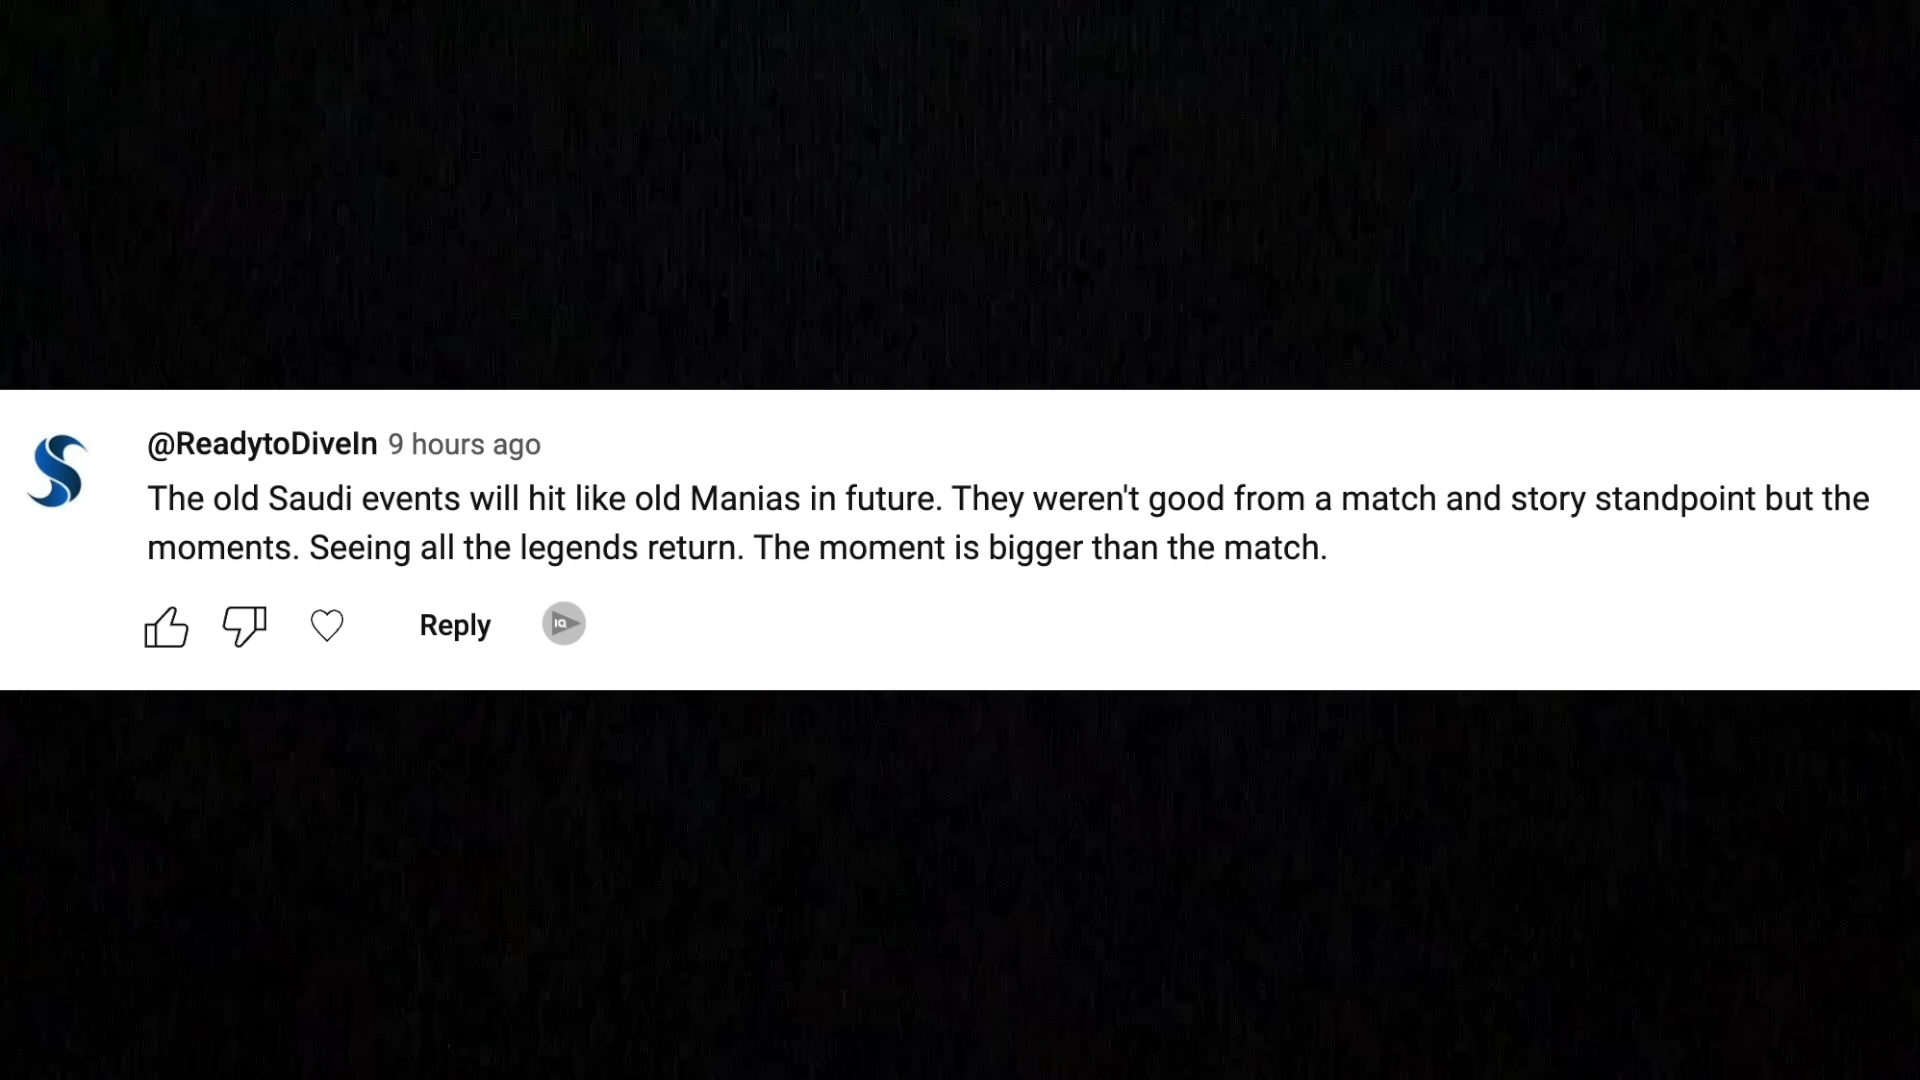 @ReadytoDiveIn 9 hours ago
The old Saudi events will hit like old Manias in future. They weren't good from a match and story standpoint but the
moments. Seeing all the legends return. The moment is bigger than the match.
Reply
IQ